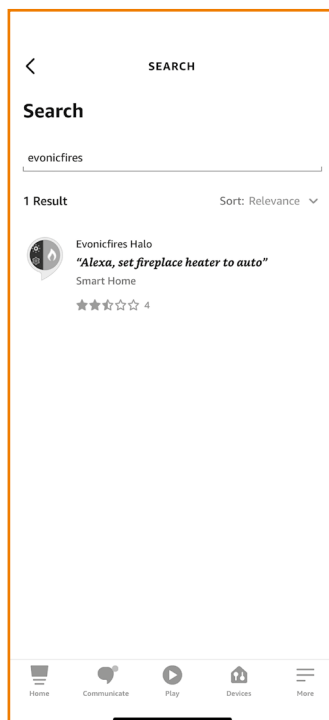 SEARCH
Search
evonicfires
1 Result Sort: Relevance
Evonicfires Halo
“Alexa, set fireplace heater to auto”
Smart Home
4
Home Communicate Play Devices More